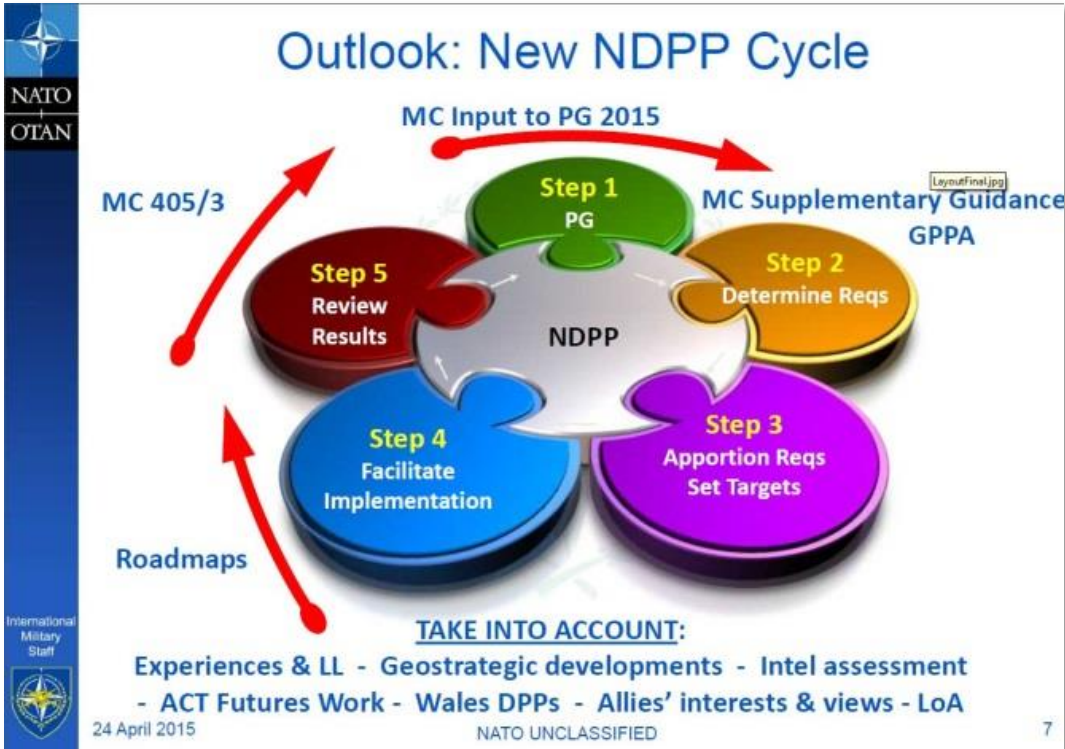 Outlook: New NDPP Cycle
NATO
OTAN
MC Input to PG 2015
MC 405/3
LayoutFinal.jpg
MC Supplementary Guidance
GPPA
Step 1
PG
Step 2
Determine Reqs
Step 5
Review
Results
NDPP
Step 3
Apportion Reqs
Set Targets
Step 4
Facilitate
Implementation
Roadmaps
International
Military
Staff
TAKE INTO ACCOUNT:
Experiences & LL - Geostrategic developments - Intel assessment
- ACT Futures Work - Wales DPPs - Allies' interests & views - LoA
24 April 2015
NATO UNCLASSIFIED
7